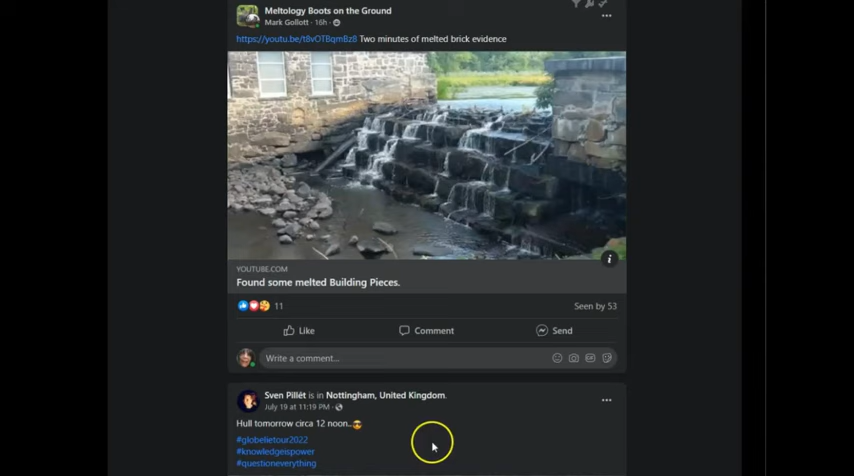 Meltology Boots on the Ground
Mark Gollott · 16h ·
https://youtu.be/t8vOTBqmBz8 Two minutes of melted brick evidence
YOUTUBE.COM
Found some melted Building Pieces.
11
Seen by 53
Like
Comment
Send
Write a comment...
GIF
Sven Pillét is in Nottingham, United Kingdom.
July 19 at 11:19 PM ·
Hull tomorrow circa 12 noon..😎
#globelietour2022
#knowledgeispower
#questioneverything